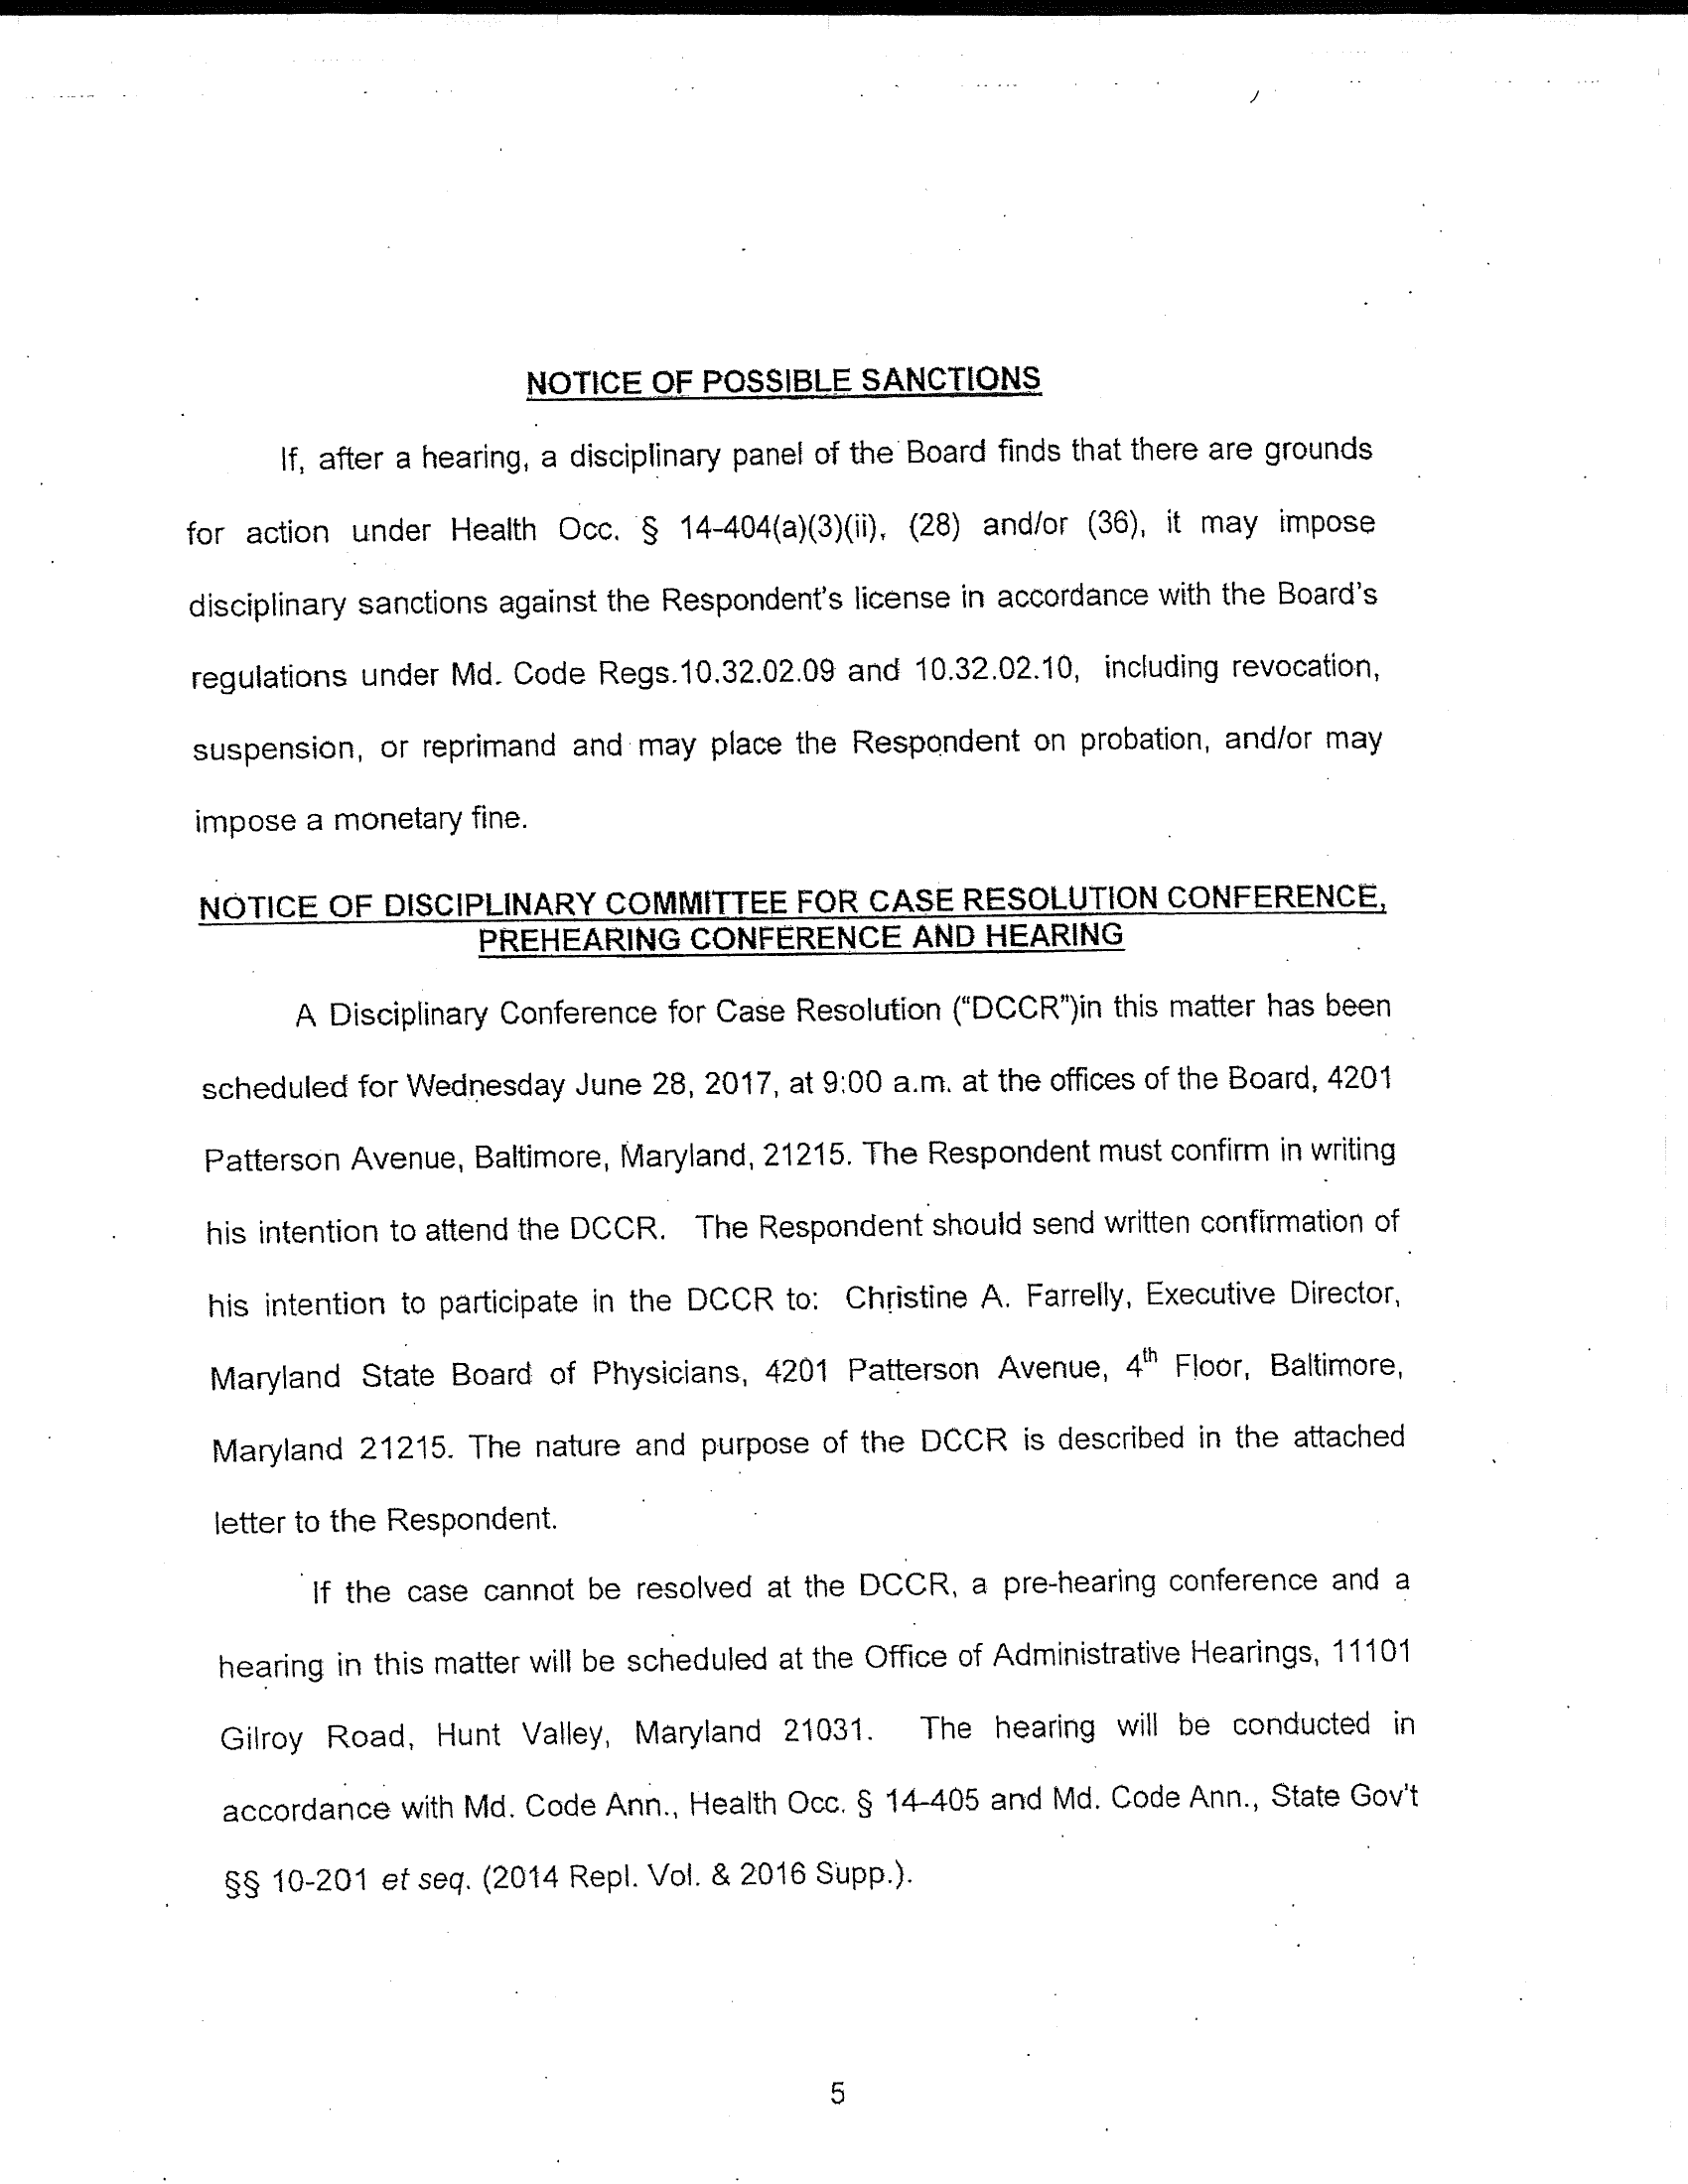 NOTICE OF POSSIBLE SANCTIONS
If, after a hearing, a disciplinary panel of the Board finds that there are grounds
for action under Health Occ. § 14-404(a)(3)(ii), (28) and/or (36), it may impose
disciplinary sanctions against the Respondent's license in accordance with the Board's
regulations under Md. Code Regs.10.32.02.09 and 10.32.02.10, including revocation,
suspension, or reprimand and may place the Respondent on probation, and/or may
impose a monetary fine.
NOTICE OF DISCIPLINARY COMMITTEE FOR CASE RESOLUTION CONFERENCE,
PREHEARING CONFERENCE AND HEARING
A Disciplinary Conference for Case Resolution ("DCCR")in this matter has been
scheduled for Wednesday June 28, 2017, at 9:00 a.m. at the offices of the Board, 4201
Patterson Avenue, Baltimore, Maryland, 21215. The Respondent must confirm in writing
his intention to attend the DCCR. The Respondent should send written confirmation of
his intention to participate in the DCCR to: Christine A. Farrelly, Executive Director,
Maryland State Board of Physicians, 4201 Patterson Avenue, 4th Floor, Baltimore,
Maryland 21215. The nature and purpose of the DCCR is described in the attached
letter to the Respondent.
If the case cannot be resolved at the DCCR, a pre-hearing conference and a
hearing in this matter will be scheduled at the Office of Administrative Hearings, 11101
Gilroy Road, Hunt Valley, Maryland 21031. The hearing will be conducted in
accordance with Md. Code Ann., Health Occ. § 14-405 and Md. Code Ann., State Gov't
§§ 10-201 et seq. (2014 Repl. Vol. & 2016 Supp.).
5